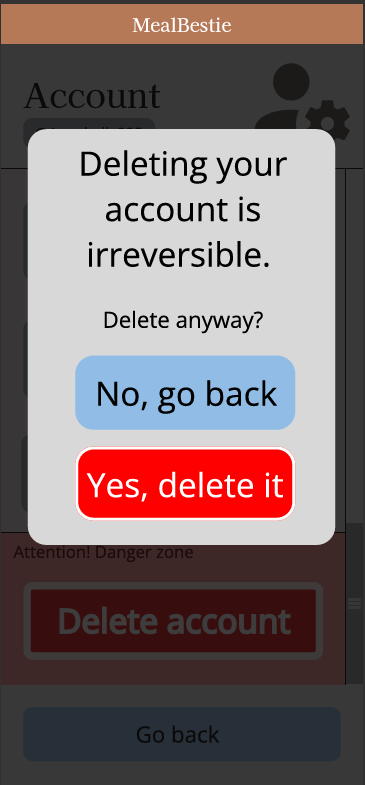 MealBestie
Account
Deleting your
account is
irreversible.
Delete anyway?
No, go back
Yes, delete it
Attention! Danger zone
Delete account
Go back